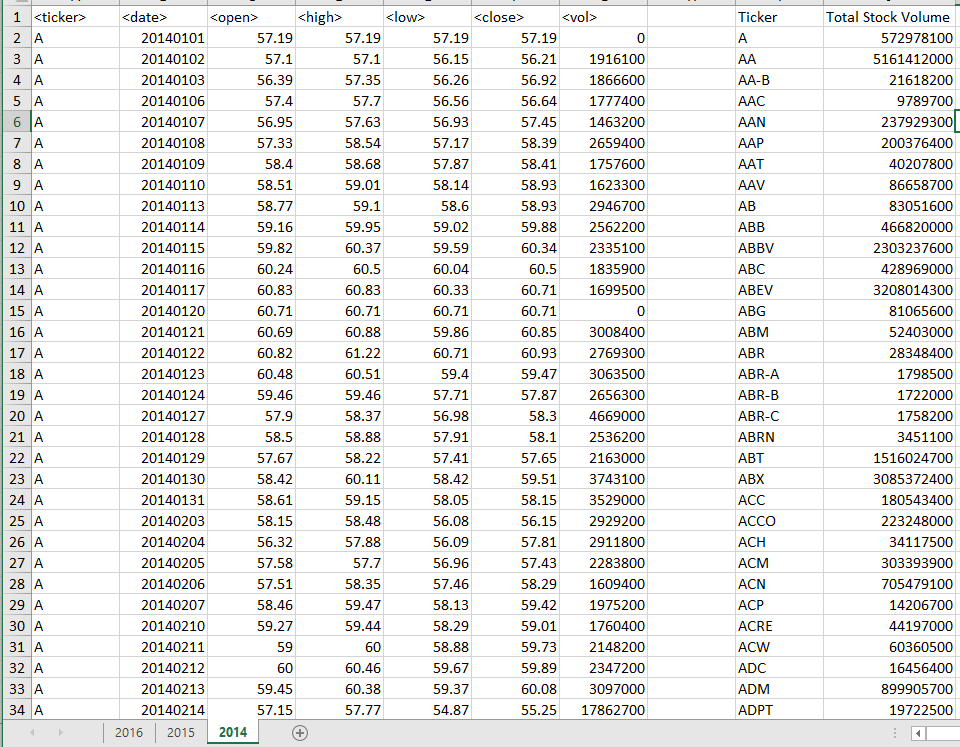 1 <ticker> <date> <open> <high> <low> <close> <vol> Ticker Total Stock Volume
2 A 20140101 57.19 57.19 57.19 57.19 0 A 572978100
3 A 20140102 57.1 57.1 56.15 56.21 1916100 AA 5161412000
4 A 20140103 56.39 57.35 56.26 56.92 1866600 AA-B 21618200
5 A 20140106 57.4 57.7 56.56 56.64 1777400 AAC 9789700
6 A 20140107 56.95 57.63 56.93 57.45 1463200 AAN 237929300
7 A 20140108 57.33 58.54 57.17 58.39 2659400 AAP 200376400
8 A 20140109 58.4 58.68 57.87 58.41 1757600 AAT 40207800
9 A 20140110 58.51 59.01 58.14 58.93 1623300 AAV 86658700
10 A 20140113 58.77 59.1 58.6 58.93 2946700 AB 83051600
11 A 20140114 59.16 59.95 59.02 59.88 2562200 ABB 466820000
12 A 20140115 59.82 60.37 59.59 60.34 2335100 ABBV 2303237600
13 A 20140116 60.24 60.5 60.04 60.5 1835900 ABC 428969000
14 A 20140117 60.83 60.83 60.33 60.71 1699500 ABEV 3208014300
15 A 20140120 60.71 60.71 60.71 60.71 0 ABG 81065600
16 A 20140121 60.69 60.88 59.86 60.85 3008400 ABM 52403000
17 A 20140122 60.82 61.22 60.71 60.93 2769300 ABR 28348400
18 A 20140123 60.48 60.51 59.4 59.47 3063500 ABR-A 1798500
19 A 20140124 59.46 59.46 57.71 57.87 2656300 ABR-B 1722000
20 A 20140127 57.9 58.37 56.98 58.3 4669000 ABR-C 1758200
21 A 20140128 58.5 58.88 57.91 58.1 2536200 ABRN 3451100
22 A 20140129 57.67 58.22 57.41 57.65 2163000 ABT 1516024700
23 A 20140130 58.42 60.11 58.42 59.51 3743100 ABX 3085372400
24 A 20140131 58.61 59.15 58.05 58.15 3529000 ACC 180543400
25 A 20140203 58.15 58.48 56.08 56.15 2929200 ACCO 223248000
26 A 20140204 56.32 57.88 56.09 57.81 2911800 ACH 34117500
27 A 20140205 57.58 57.7 56.96 57.43 2283800 ACM 303393900
28 A 20140206 57.51 58.35 57.46 58.29 1609400 ACN 705479100
29 A 20140207 58.46 59.47 58.13 59.42 1975200 ACP 14206700
30 A 20140210 59.27 59.44 58.29 59.01 1760400 ACRE 44197000
31 A 20140211 59 60 58.88 59.73 2148200 ACW 60360500
32 A 20140212 60 60.46 59.67 59.89 2347200 ADC 16456400
33 A 20140213 59.45 60.38 59.37 60.08 3097000 ADM 899905700
34 A 20140214 57.15 57.77 54.87 55.25 17862700 ADPT 19722500
2016 2015 2014